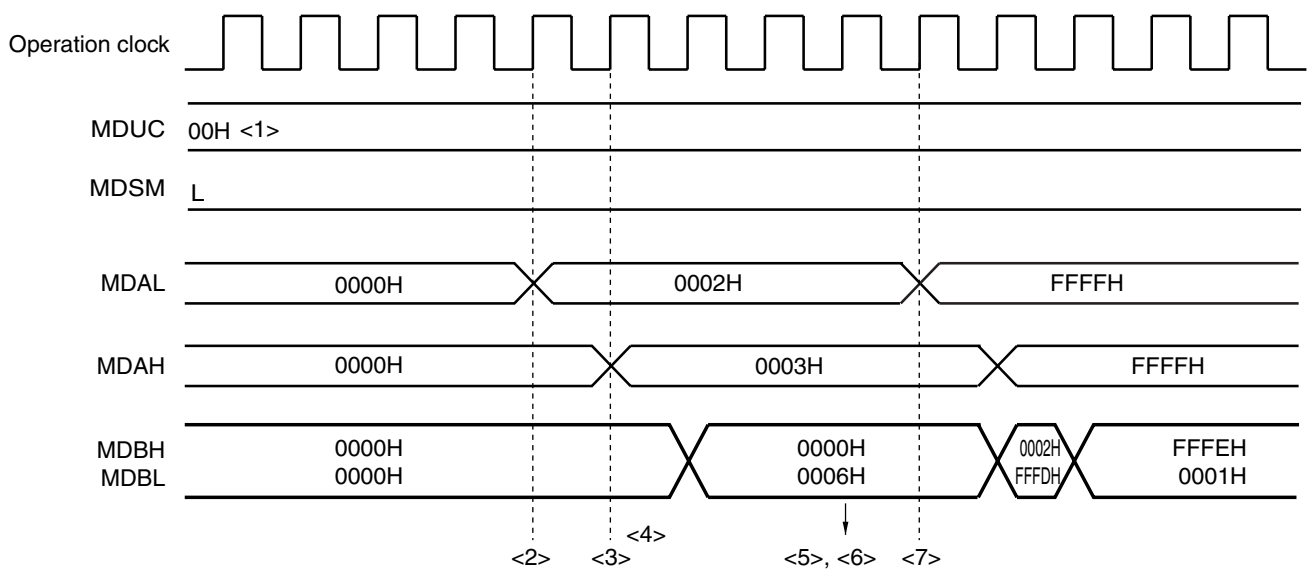 Operation clock
MDUC 00H <1>
MDSM L
MDAL 0000H 0002H FFFFH
MDAH 0000H 0003H FFFFH
MDBH 0000H 0000H 0002H FFFEH
MDBL 0000H 0006H FFFDH 0001H
<4>
<2> <3> <5>, <6> <7>